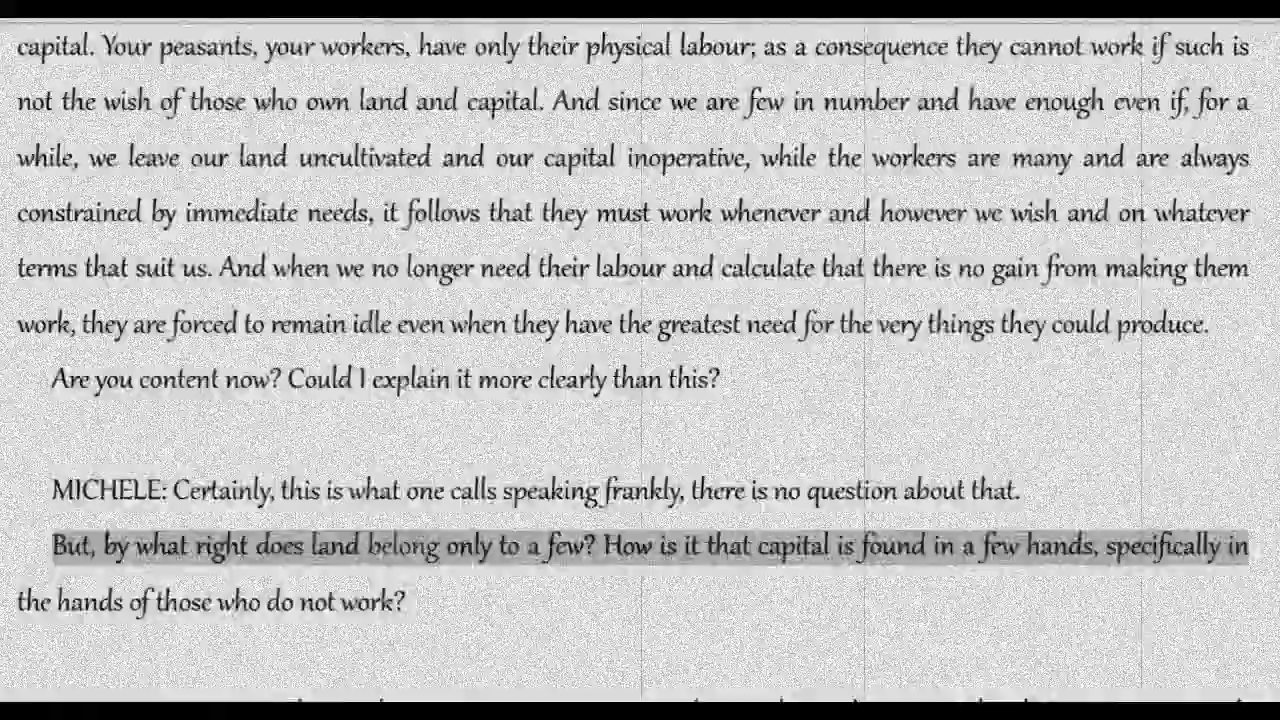 capital. Your peasants, your workers, have only their physical labour; as a consequence they cannot work if such is
not the wish of those who own land and capital. And since we are few in number and have enough even if, for a
while, we leave our land uncultivated and our capital inoperative, while the workers are many and are always
constrained by immediate needs, it follows that they must work whenever and however we wish and on whatever
terms that suit us. And when we no longer need their labour and calculate that there is no gain from making them
work, they are forced to remain idle even when they have the greatest need for the very things they could produce.
Are you content now? Could I explain it more clearly than this?
MICHELE: Certainly, this is what one calls speaking frankly, there is no question about that.
But, by what right does land belong only to a few? How is it that capital is found in a few hands, specifically in
the hands of those who do not work?